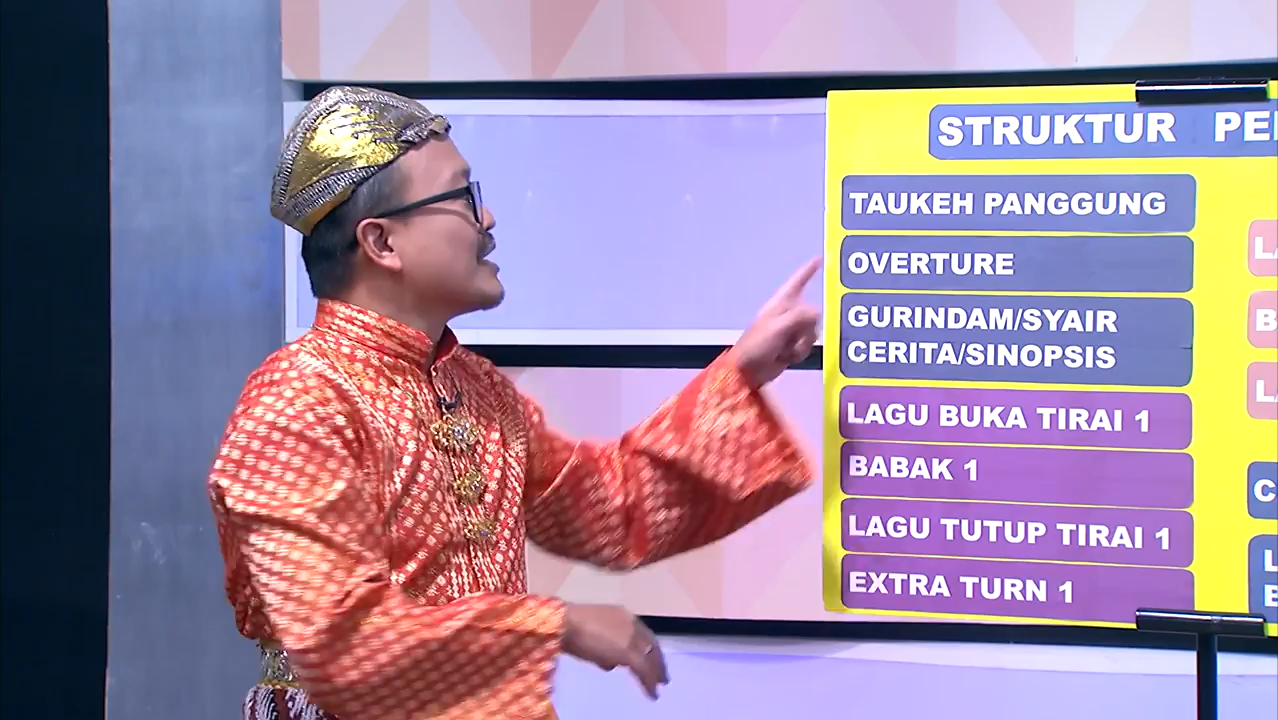 STRUKTUR PE
TAUKEH PANGGUNG
OVERTURE
GURINDAM/SYAIR
CERITA/SINOPSIS
LAGU BUKA TIRAI 1
BABAK 1
LAGU TUTUP TIRAI 1
EXTRA TURN 1